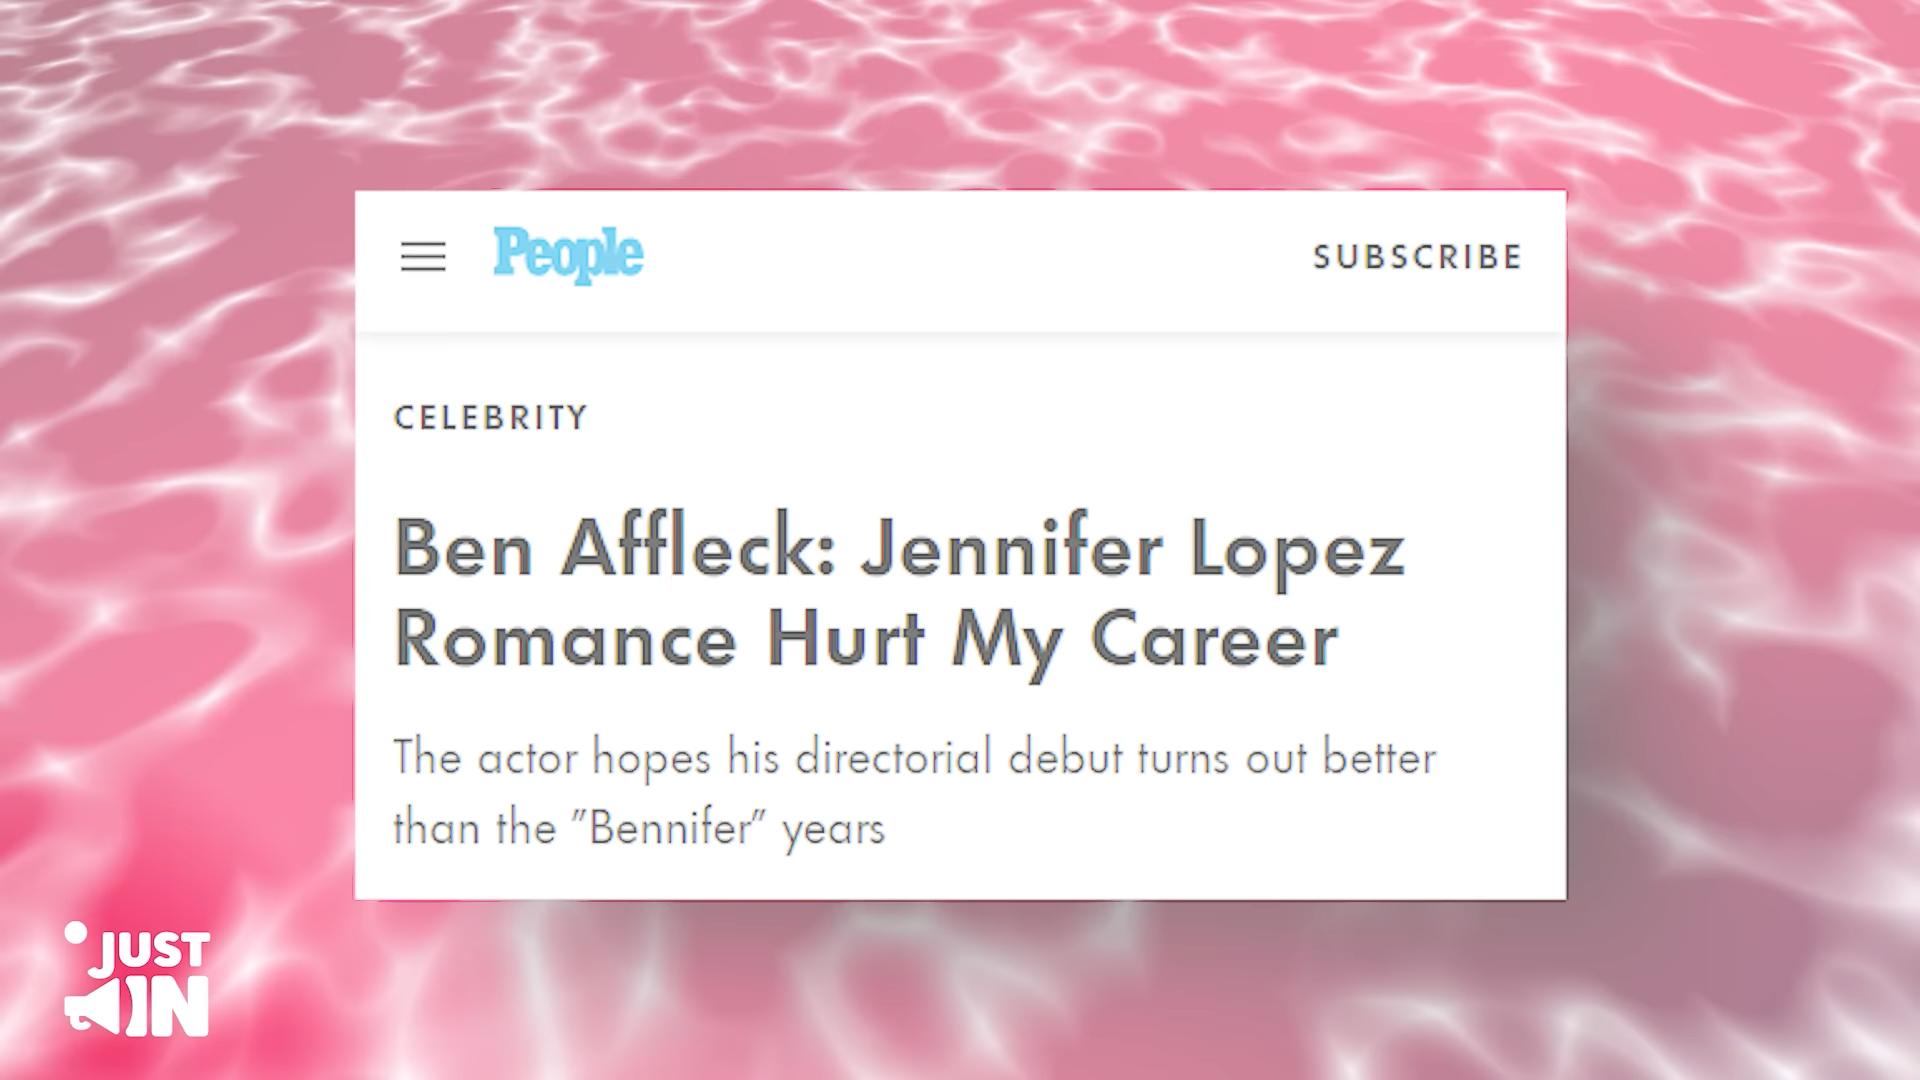 People
SUBSCRIBE
CELEBRITY
Ben Affleck: Jennifer Lopez
Romance Hurt My Career
The actor hopes his directorial debut turns out better
than the "Bennifer" years
JUST
IN